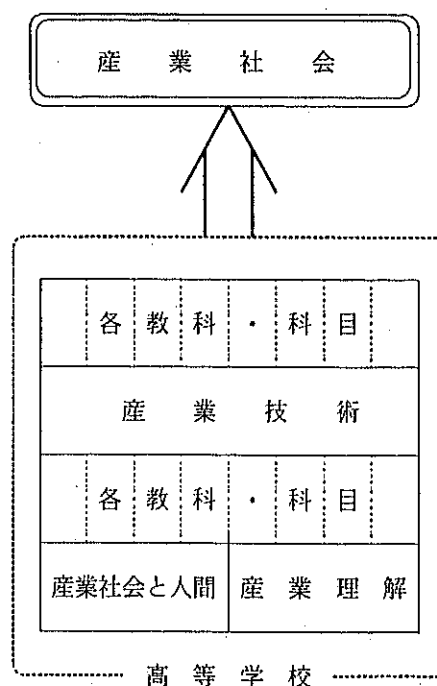 産業社会
各教科・科目
産業技術
各教科・科目
産業社会と人間 産業理解
高等学校